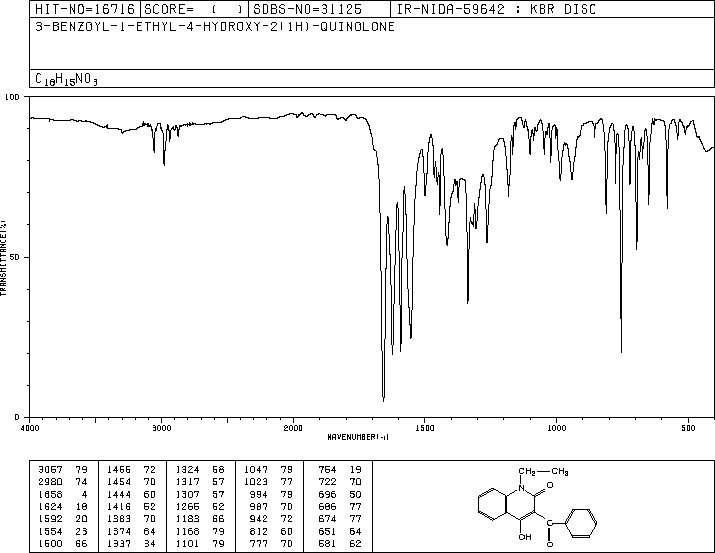 HIT-NO=16716 SCORE= ( ) SDBS-NO=31125 IR-NIDA-59642 : KBR DISC
3-BENZOYL-1-ETHYL-4-HYDROXY-2(1H)-QUINOLONE
C18H15NO3
100
50
0
TRANSMITTANCE(%)
4000 3000 2000 1500 1000 500
WAVENUMBER(-1)
3067 79 1466 72 1324 58 1047 79 754 19
2980 74 1454 70 1317 57 1023 77 722 70
1658 4 1444 60 1307 57 994 79 696 50
1624 18 1416 52 1266 52 987 70 686 77
1592 20 1383 70 1183 66 942 72 674 77
1554 23 1374 64 1168 79 812 60 651 64
1500 66 1337 34 1101 79 777 70 581 62
CH2 CH3
N O
C
OH O